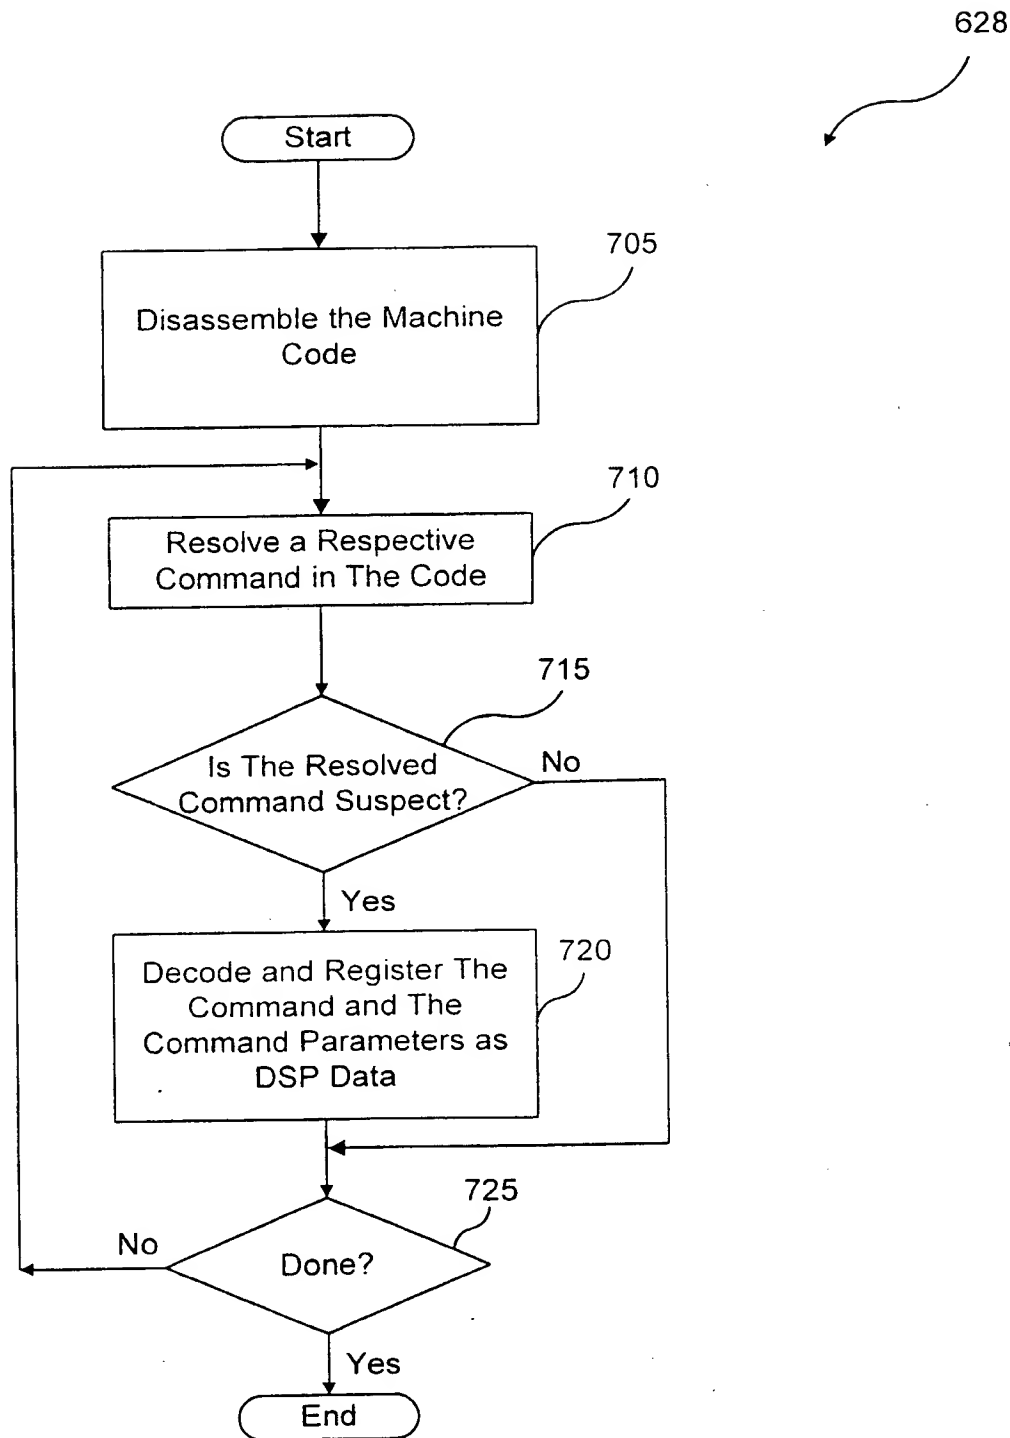 628
Start
705
Disassemble the Machine
Code
710
Resolve a Respective
Command in The Code
715
Is The Resolved
Command Suspect?
No
Yes
720
Decode and Register The
Command and The
Command Parameters as
DSP Data
725
No
Done?
Yes
End